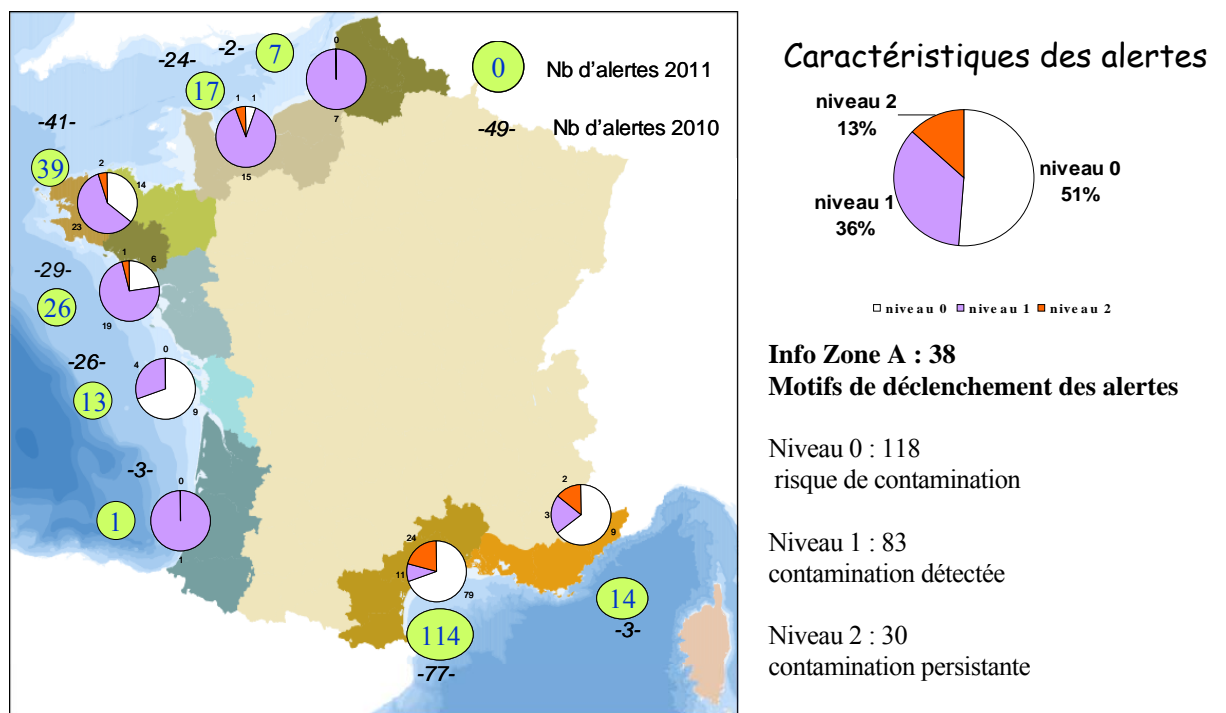 -2-
7
0
-24-
17
0
Nb d'alertes 2011
7
-49-
Nb d'alertes 2010
1
1
15
-41-
39
2
14
23
-29-
26
1
6
19
-26-
13
4
0
9
-3-
1
0
1
2
3
9
14
-3-
24
11
79
114
-77-
Caractéristiques des alertes
niveau 2
13%
niveau 0
51%
niveau 1
36%
niveau 0 niveau 1 niveau 2
Info Zone A : 38
Motifs de déclenchement des alertes
Niveau 0 : 118
risque de contamination
Niveau 1 : 83
contamination détectée
Niveau 2 : 30
contamination persistante